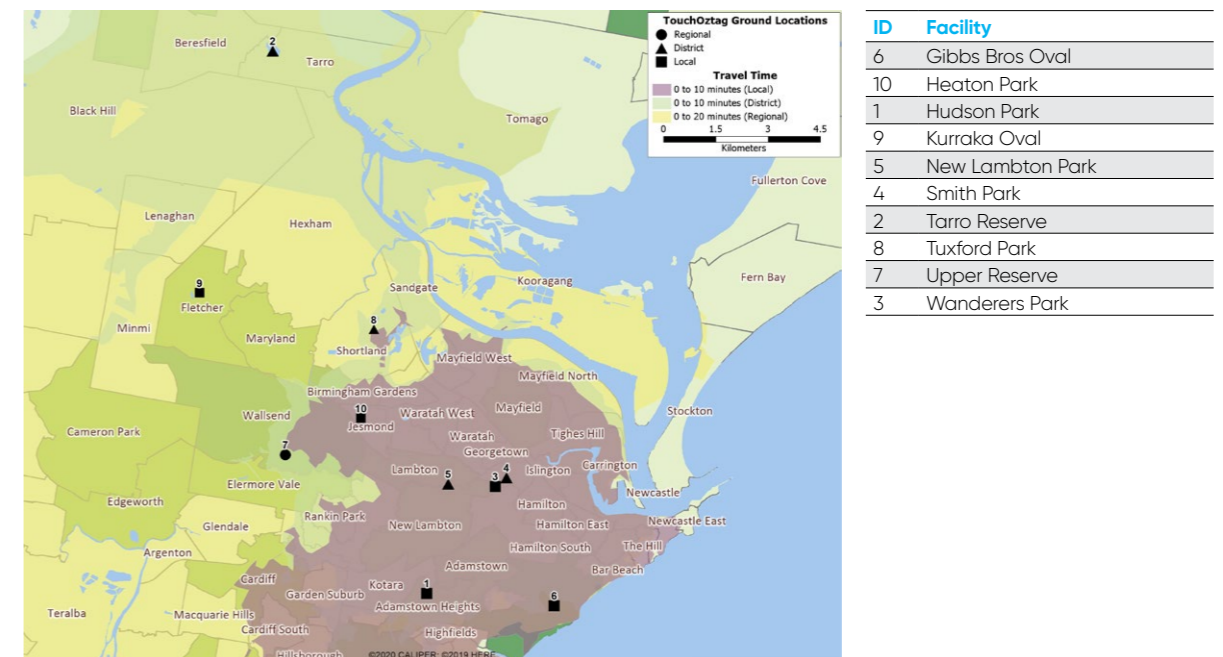 TouchOztag Ground Locations
Regional
District
Local
Travel Time
0 to 10 minutes (Local)
0 to 10 minutes (District)
0 to 20 minutes (Regional)
0 1.5 3 4.5
Kilometers
Beresfield
2
Tarro
Black Hill
Tomago
Fullerton Cove
Lenaghan
Hexham
Fern Bay
Kooragang
Sandgate
9
Fletcher
8
Minmi
Maryland
Shortland
Mayfield West
Mayfield North
Birmingham Gardens
10
Jesmond
Wallsend
Waratah West
Mayfield
Stockton
Cameron Park
7
Waratah
Tighes Hill
Georgetown
Lambton
5
3
4
Islington
Carrington
Elermore Vale
Newcastle
Edgeworth
Hamilton
Rankin Park
New Lambton
Hamilton East
Newcastle East
Glendale
Argenton
Hamilton South
The Hill
Adamstown
Bar Beach
Cardiff
Kotara
1
Garden Suburb
Adamstown Heights
6
Teralba
Macquarie Hills
Cardiff South
Highfields
Hillsborough
©2020 CALIPER; ©2019 HERE
ID Facility
6 Gibbs Bros Oval
10 Heaton Park
1 Hudson Park
9 Kurraka Oval
5 New Lambton Park
4 Smith Park
2 Tarro Reserve
8 Tuxford Park
7 Upper Reserve
3 Wanderers Park